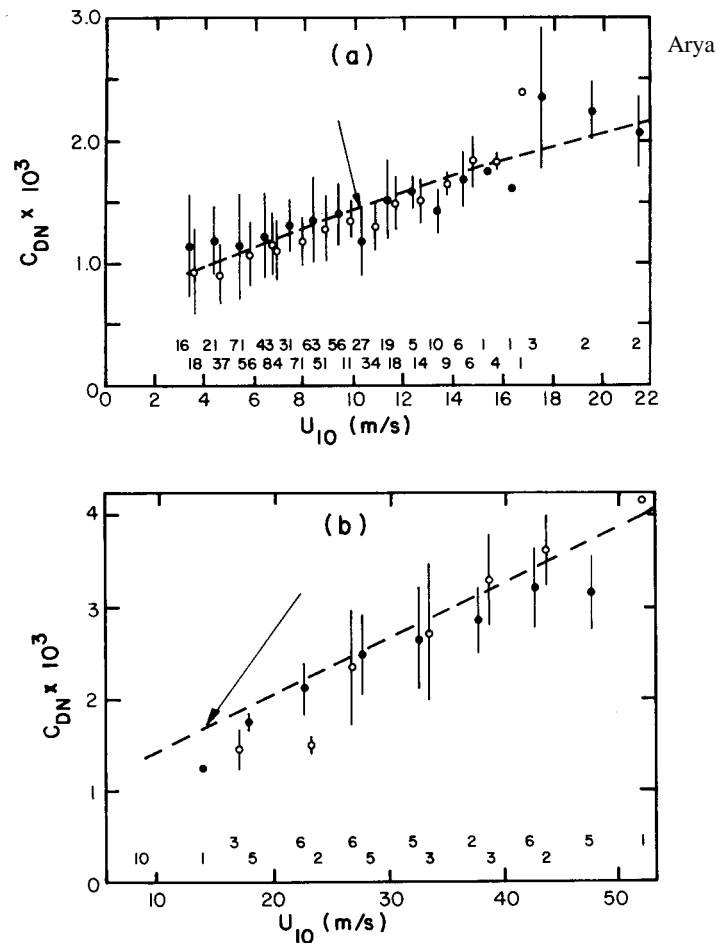 Arya
(a)
3.0
2.0
1.0
0
C_DN × 10³
16 21 71 43 31 63 56 27 19 5 10 6 1 1 3 2 2
18 37 56 84 71 51 11 34 18 14 9 6 4 1
0 2 4 6 8 10 12 14 16 18 20 22
U₁₀ (m/s)
(b)
4
3
2
1
0
C_DN × 10³
3 6 6 5 2 6 5 1
10 1 5 2 5 3 3 2
10 20 30 40 50
U₁₀ (m/s)